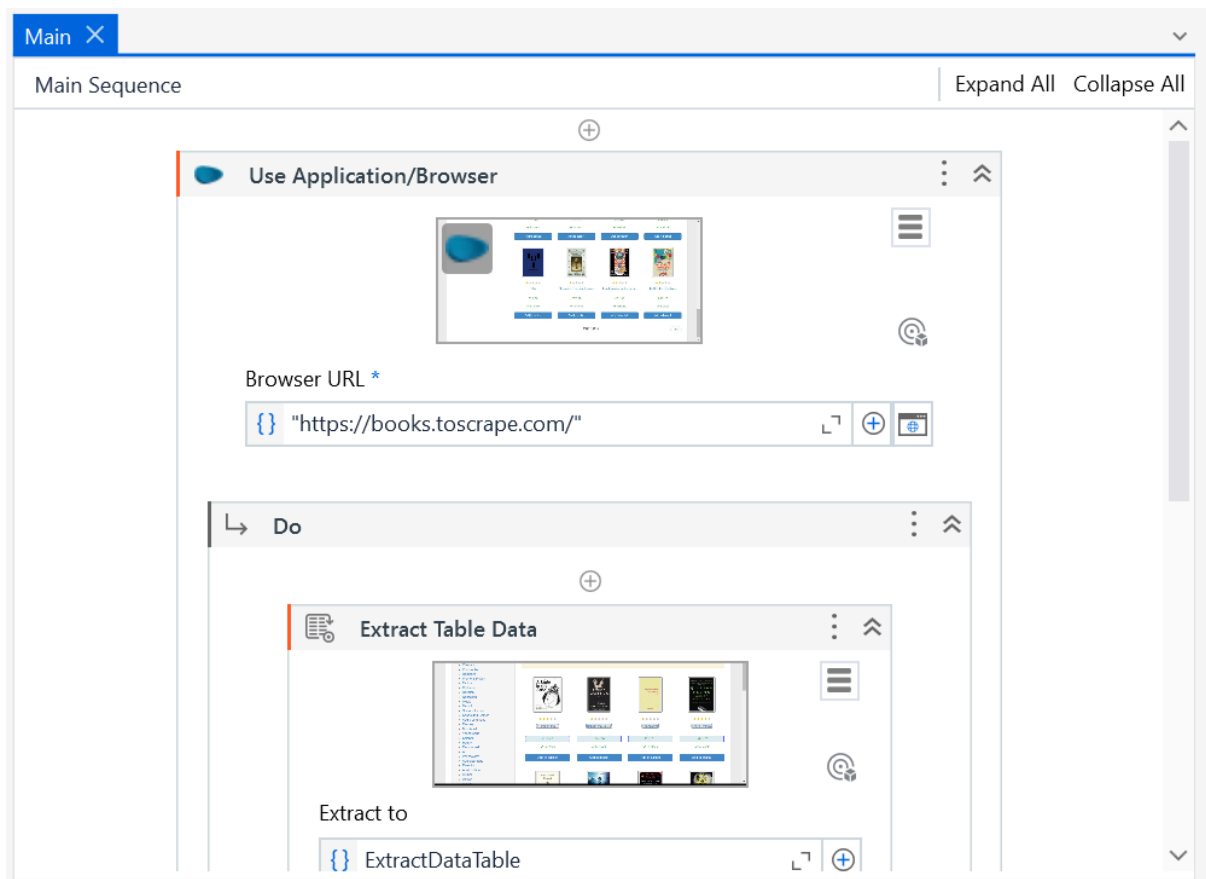 Main
Main Sequence
Expand All Collapse All
Use Application/Browser
Browser URL *
{} "https://books.toscrape.com/"
Do
Extract Table Data
Extract to
{} ExtractDataTable